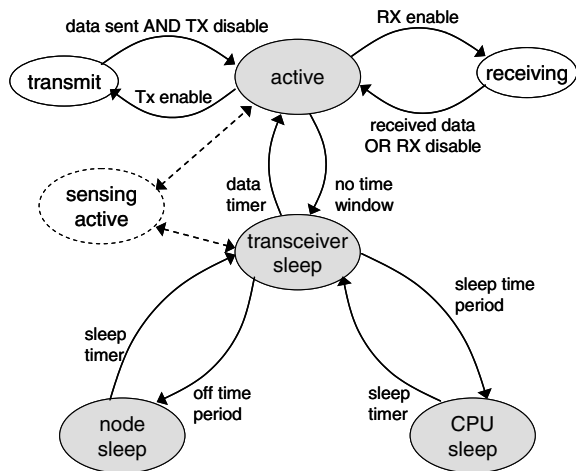 data sent AND TX disable
RX enable
transmit
active
receiving
Tx enable
received data
OR RX disable
sensing
active
data
timer
no time
window
transceiver
sleep
sleep time
period
sleep
timer
off time
period
sleep
timer
node
sleep
CPU
sleep